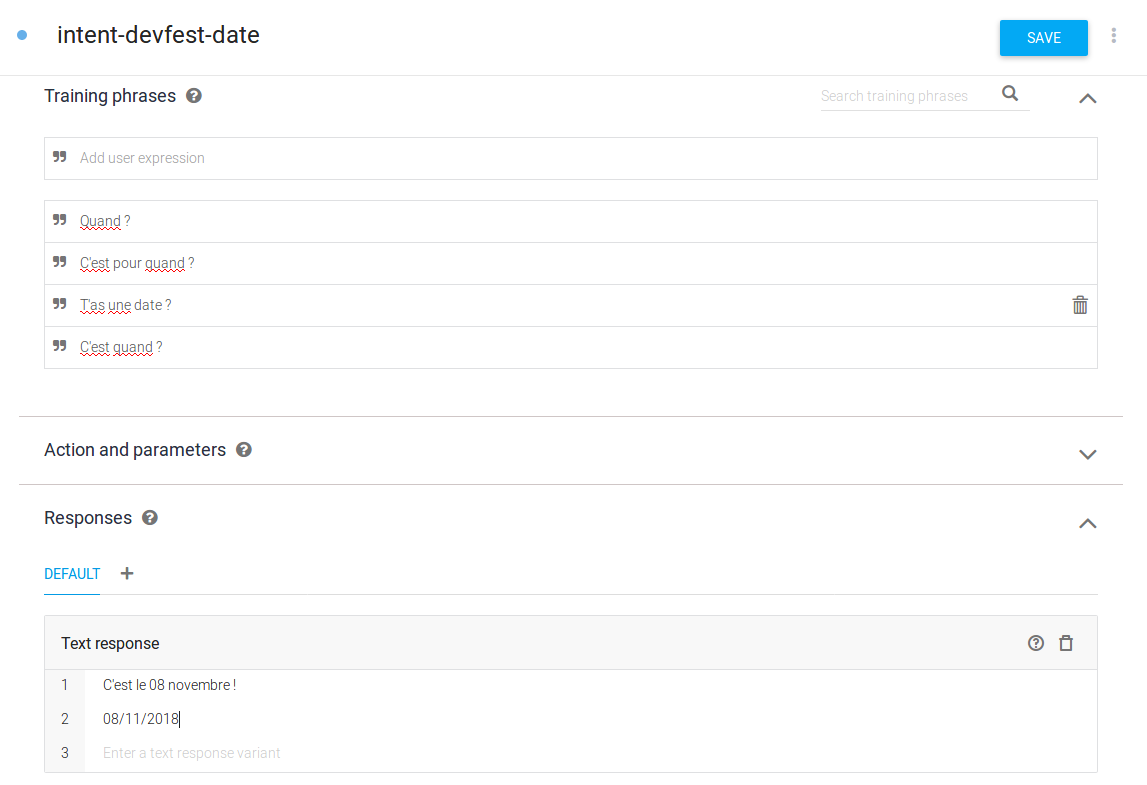 intent-devfest-date
SAVE
Training phrases
Search training phrases
Add user expression
Quand ?
C'est pour quand ?
T'as une date ?
C'est quand ?
Action and parameters
Responses
DEFAULT
Text response
1 C'est le 08 novembre !
2 08/11/2018
3 Enter a text response variant